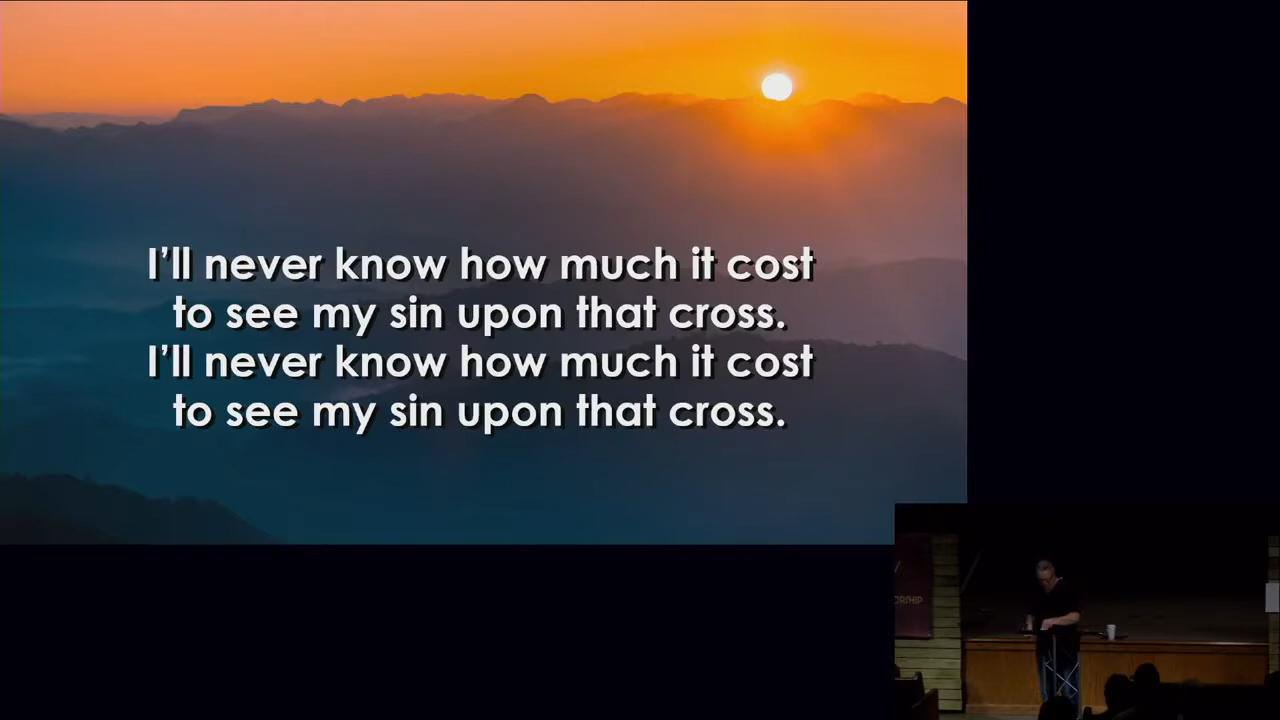 I'll never know how much it cost
to see my sin upon that cross.
I'll never know how much it cost
to see my sin upon that cross.